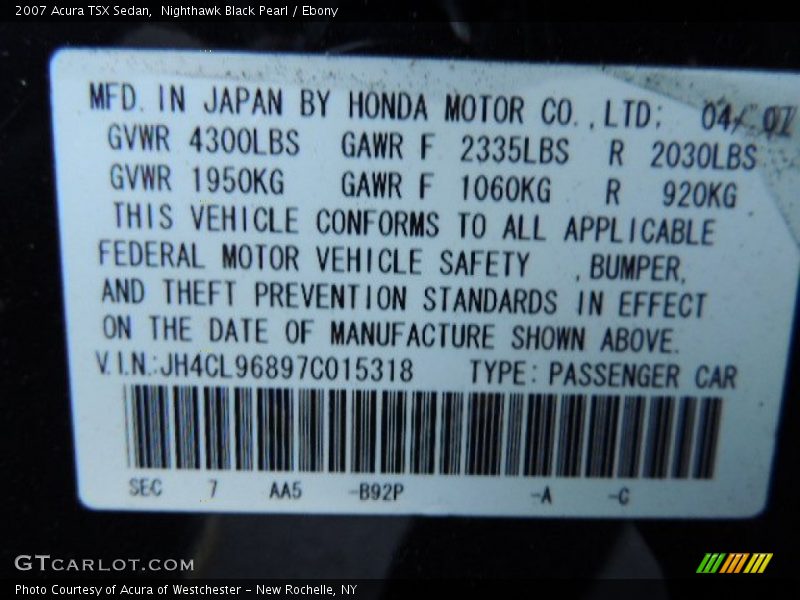 2007 Acura TSX Sedan, Nighthawk Black Pearl / Ebony
MFD. IN JAPAN BY HONDA MOTOR CO., LTD: 04/ 07
GVWR 4300LBS GAWR F 2335LBS R 2030LBS
GVWR 1950KG GAWR F 1060KG R 920KG
THIS VEHICLE CONFORMS TO ALL APPLICABLE
FEDERAL MOTOR VEHICLE SAFETY , BUMPER,
AND THEFT PREVENTION STANDARDS IN EFFECT
ON THE DATE OF MANUFACTURE SHOWN ABOVE.
V.I.N.:JH4CL96897C015318 TYPE: PASSENGER CAR
SEC 7 AA5 -B92P -A -C
GTCARLOT.COM
Photo Courtesy of Acura of Westchester - New Rochelle, NY